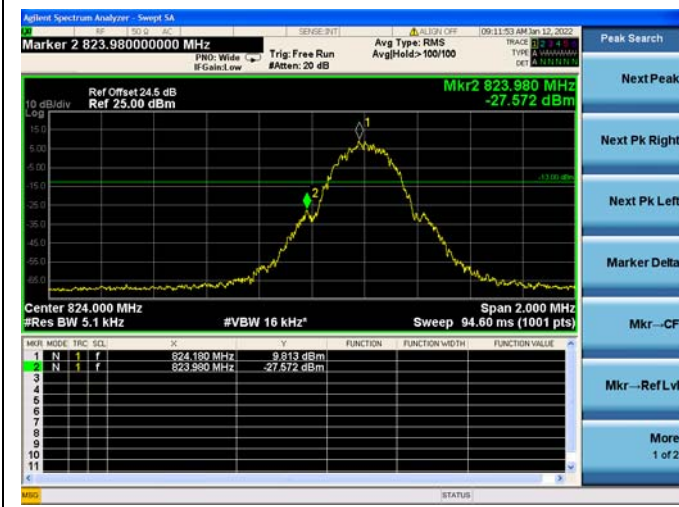 Agilent Spectrum Analyzer - Swept SA
RF 50 Ω AC SENSE:INT ALIGN OFF 09:11:53 AM Jan 12, 2022
Marker 2 823.980000000 MHz
PNO: Wide
IFGain:Low
Trig: Free Run
#Atten: 20 dB
Avg Type: RMS
Avg|Hold:>100/100
TRACE 1 2 3 4 5 6
TYPE
DET A N N N N N
Peak Search
Next Peak
Next Pk Right
Next Pk Left
Marker Delta
Mkr→CF
Mkr→Ref Lvl
More
1 of 2
Ref Offset 24.5 dB
10 dB/div Ref 25.00 dBm
Log
Mkr2 823.980 MHz
-27.572 dBm
15.0
5.00
-5.00
-15.0
-25.0
-35.0
-45.0
-55.0
-65.0
1
2
-13.00 dBm
Center 824.000 MHz Span 2.000 MHz
#Res BW 5.1 kHz #VBW 16 kHz* Sweep 94.60 ms (1001 pts)
MKR MODE TRC SCL X Y FUNCTION FUNCTION WIDTH FUNCTION VALUE
1 N 1 f 824.180 MHz 9.813 dBm
2 N 1 f 823.980 MHz -27.572 dBm
3
4
5
6
7
8
9
10
11
MSG STATUS